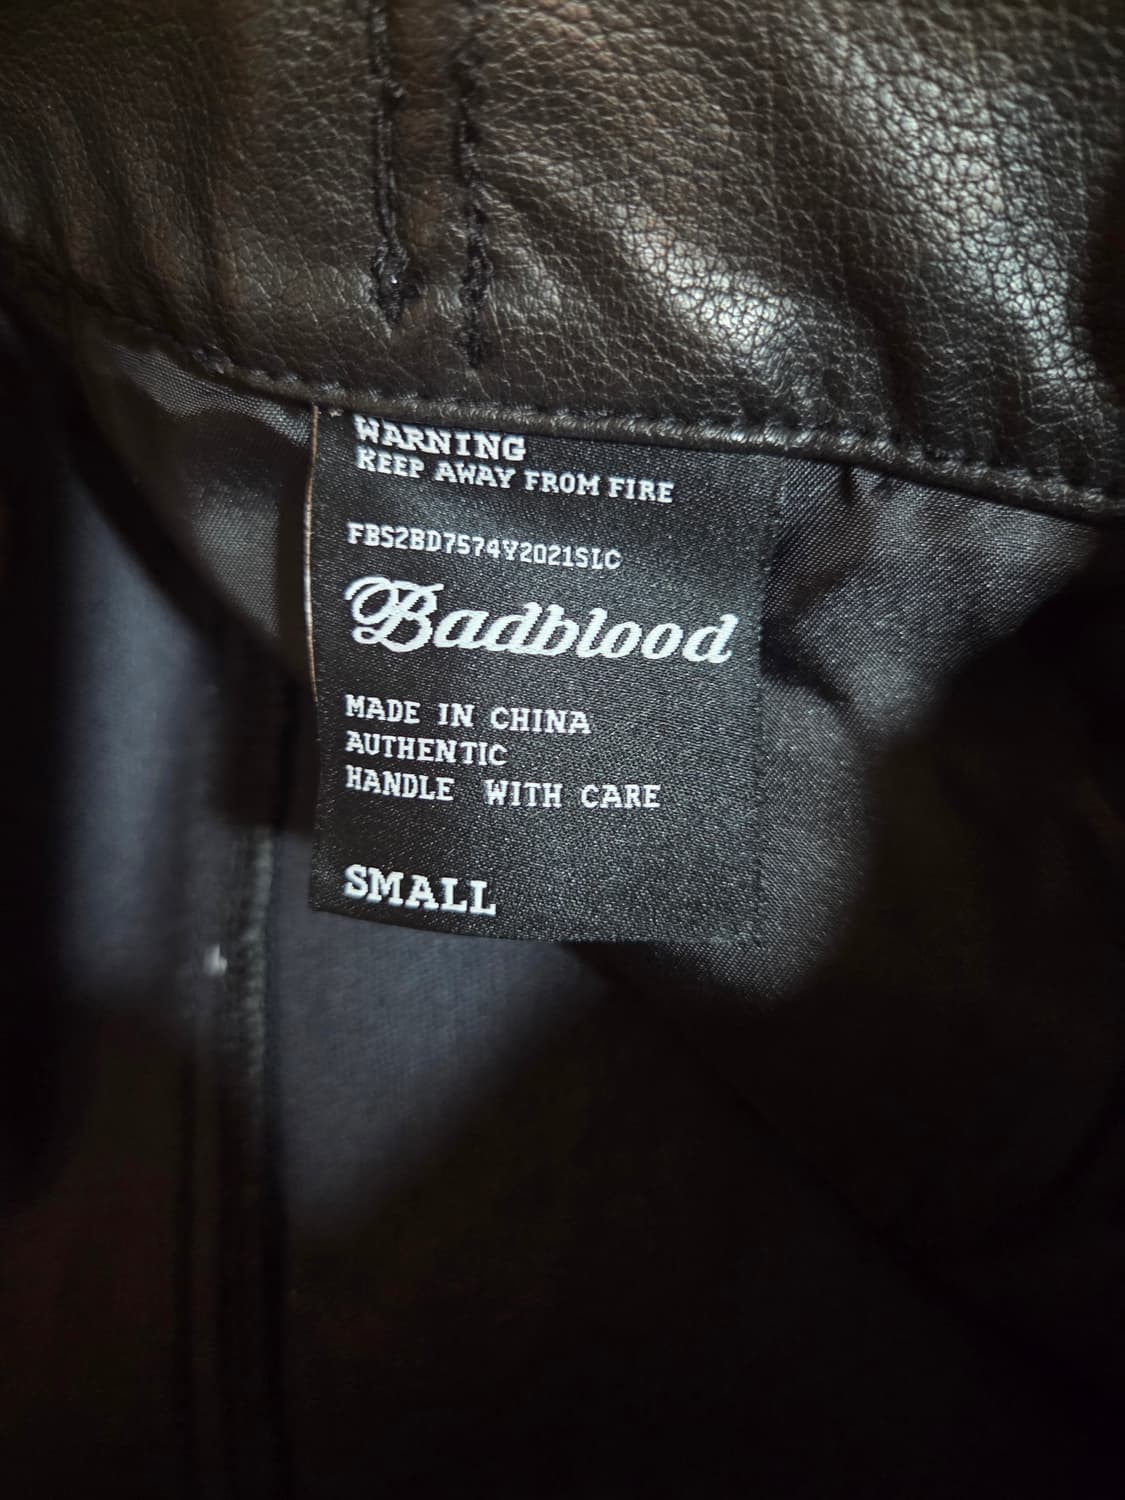 WARNING
KEEP AWAY FROM FIRE
FBS2BD7574Y2021SLC
Badblood
MADE IN CHINA
AUTHENTIC
HANDLE WITH CARE
SMALL